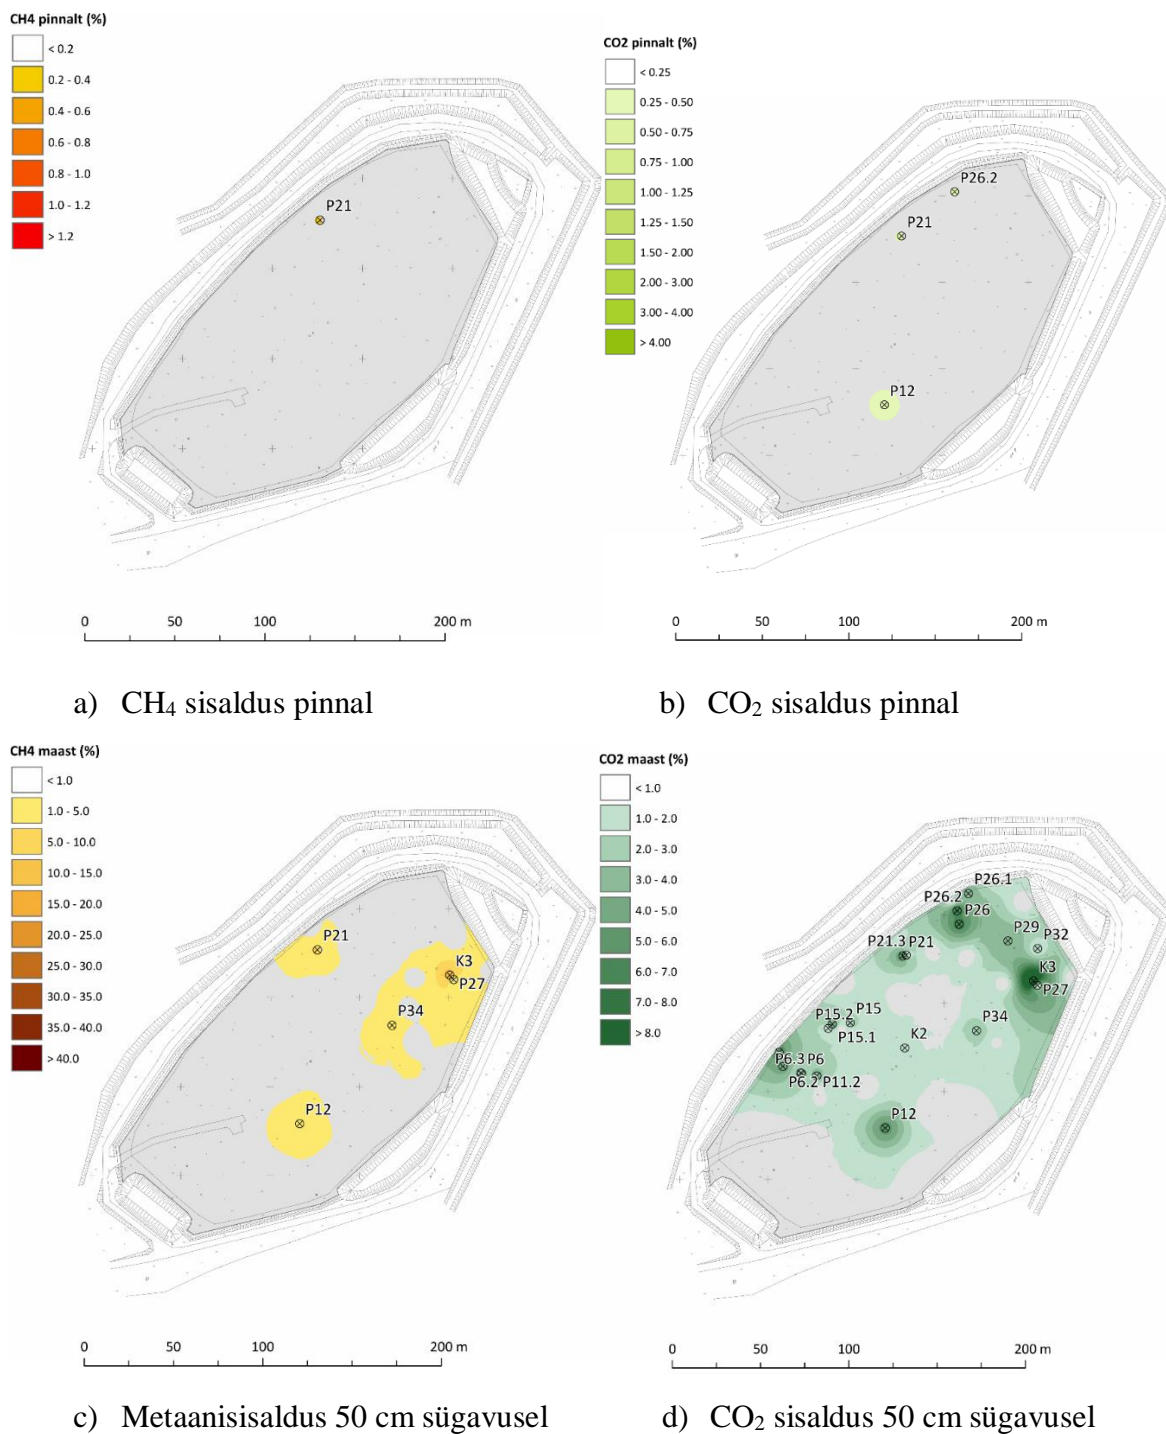 CH4 pinnalt (%)
< 0.2
0.2 - 0.4
0.4 - 0.6
0.6 - 0.8
0.8 - 1.0
1.0 - 1.2
> 1.2
P21
0 50 100 200 m
CO2 pinnalt (%)
< 0.25
0.25 - 0.50
0.50 - 0.75
0.75 - 1.00
1.00 - 1.25
1.25 - 1.50
1.50 - 2.00
2.00 - 3.00
3.00 - 4.00
> 4.00
P26.2
P21
P12
0 50 100 200 m
a) CH₄ sisaldus pinnal
b) CO₂ sisaldus pinnal
CH4 maast (%)
< 1.0
1.0 - 5.0
5.0 - 10.0
10.0 - 15.0
15.0 - 20.0
20.0 - 25.0
25.0 - 30.0
30.0 - 35.0
35.0 - 40.0
> 40.0
P21
K3
P27
P34
P12
0 50 100 200 m
CO2 maast (%)
< 1.0
1.0 - 2.0
2.0 - 3.0
3.0 - 4.0
4.0 - 5.0
5.0 - 6.0
6.0 - 7.0
7.0 - 8.0
> 8.0
P26.1
P26.2
P26
P29
P32
P21.3 P21
K3
P27
P15.2 P15
P15.1
P34
K2
P6.3 P6
P6.2 P11.2
P12
0 50 100 200 m
c) Metaanisisaldus 50 cm sügavusel
d) CO₂ sisaldus 50 cm sügavusel